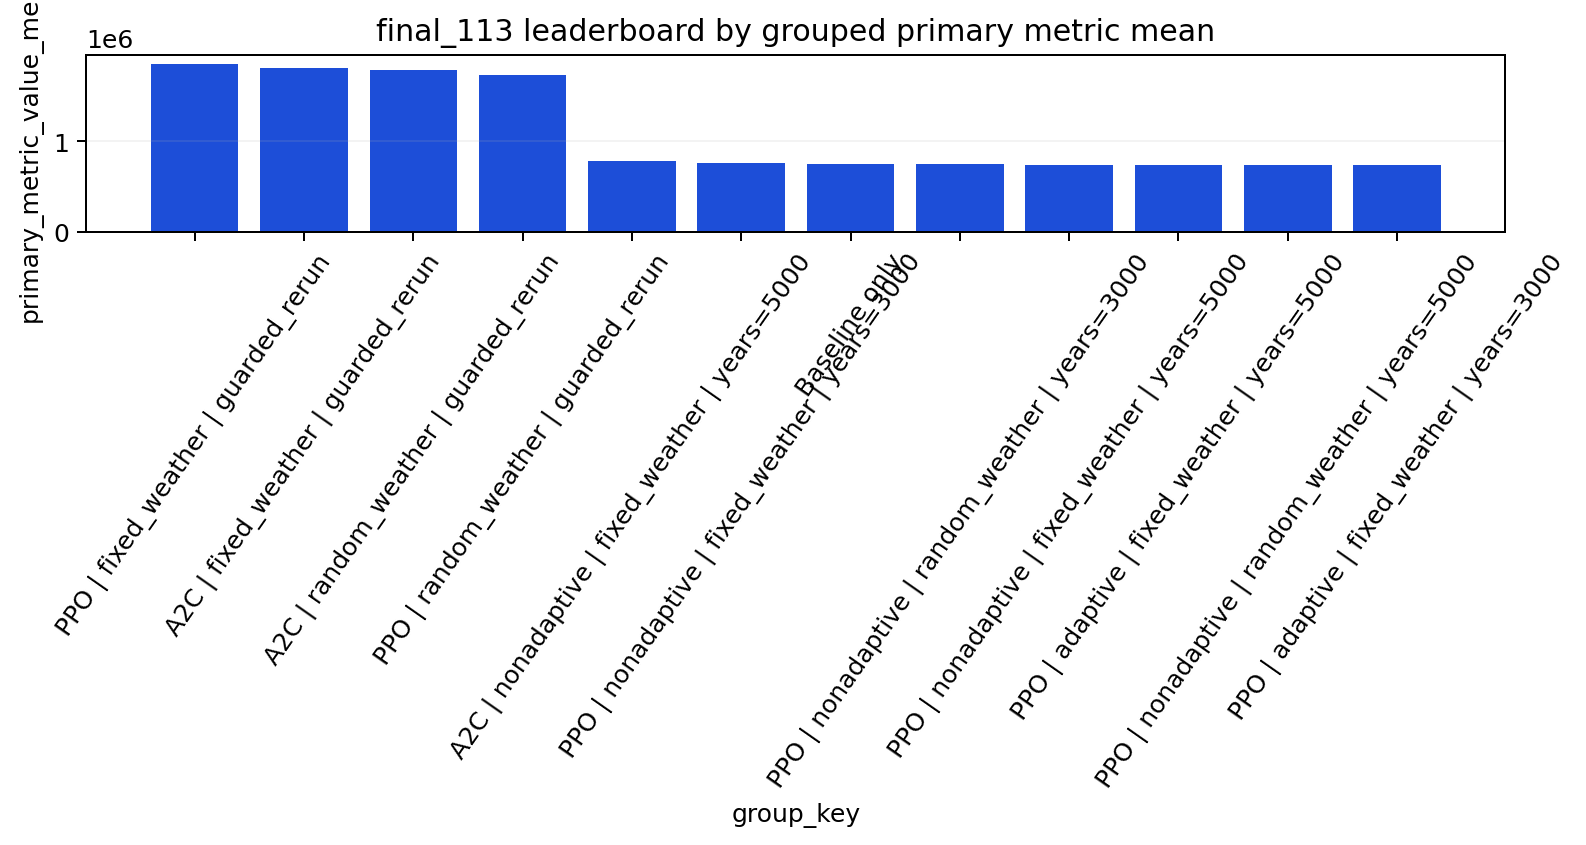 final_113 leaderboard by grouped primary metric mean
1e6
primary_metric_value_me
1
0
PPO | fixed_weather | guarded_rerun
A2C | fixed_weather | guarded_rerun
A2C | random_weather | guarded_rerun
PPO | random_weather | guarded_rerun
A2C | nonadaptive | fixed_weather | years=5000
PPO | nonadaptive | fixed_weather | years=3000
Baseline only
PPO | nonadaptive | random_weather | years=3000
PPO | nonadaptive | fixed_weather | years=5000
PPO | adaptive | fixed_weather | years=5000
PPO | nonadaptive | random_weather | years=5000
PPO | adaptive | fixed_weather | years=3000
group_key